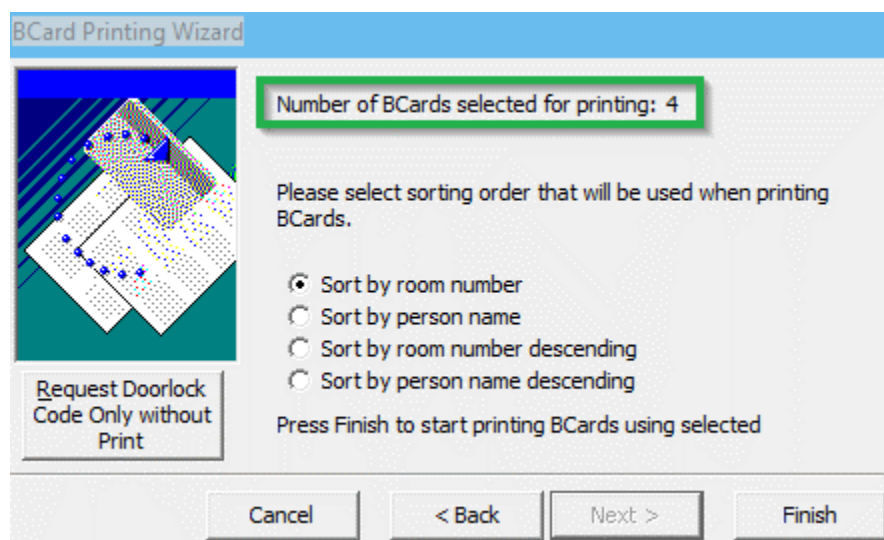 BCard Printing Wizard
Number of BCards selected for printing: 4
Please select sorting order that will be used when printing
BCards.
Sort by room number
Sort by person name
Sort by room number descending
Sort by person name descending
Request Doorlock
Code Only without
Print
Press Finish to start printing BCards using selected
Cancel
< Back
Next >
Finish